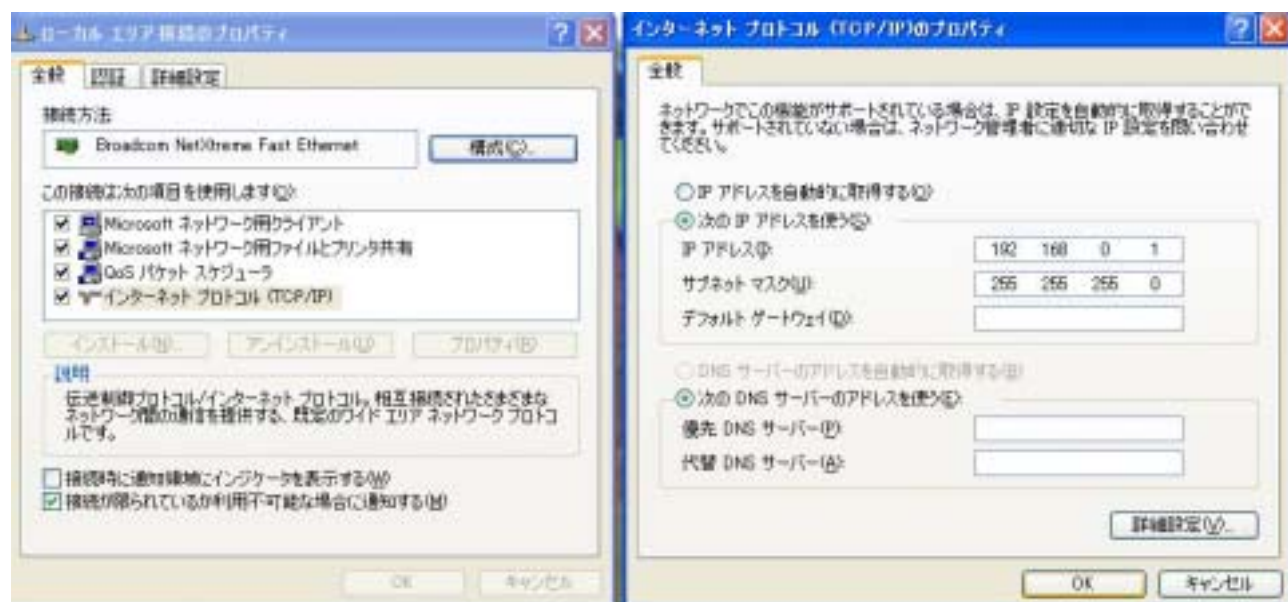 ローカル エリア接続のプロパティ
全般
認証
詳細設定
接続方法
Broadcom NetXtreme Fast Ethernet
構成(C)...
この接続は次の項目を使用します(O):
Microsoft ネットワーク用クライアント
Microsoft ネットワーク用ファイルとプリンタ共有
QoS パケット スケジューラ
インターネット プロトコル (TCP/IP)
インストール(N)...
アンインストール(U)
プロパティ(R)
説明
伝送制御プロトコル/インターネット プロトコル。相互接続されたさまざまな
ネットワーク間の通信を提供する、既定のワイド エリア ネットワーク プロトコ
ルです。
接続時に通知領域にインジケータを表示する(W)
接続が限られているか利用不可能な場合に通知する(M)
OK
キャンセル
インターネット プロトコル (TCP/IP)のプロパティ
全般
ネットワークでこの機能がサポートされている場合は、IP 設定を自動的に取得することがで
きます。サポートされていない場合は、ネットワーク管理者に適切な IP 設定を問い合わせ
てください。
IP アドレスを自動的に取得する(O)
次の IP アドレスを使う(S):
IP アドレス(I):
192 168 0 1
サブネット マスク(U):
255 255 255 0
デフォルト ゲートウェイ(D):
DNS サーバーのアドレスを自動的に取得する(B)
次の DNS サーバーのアドレスを使う(E):
優先 DNS サーバー(P):
代替 DNS サーバー(A):
詳細設定(V)...
OK
キャンセル